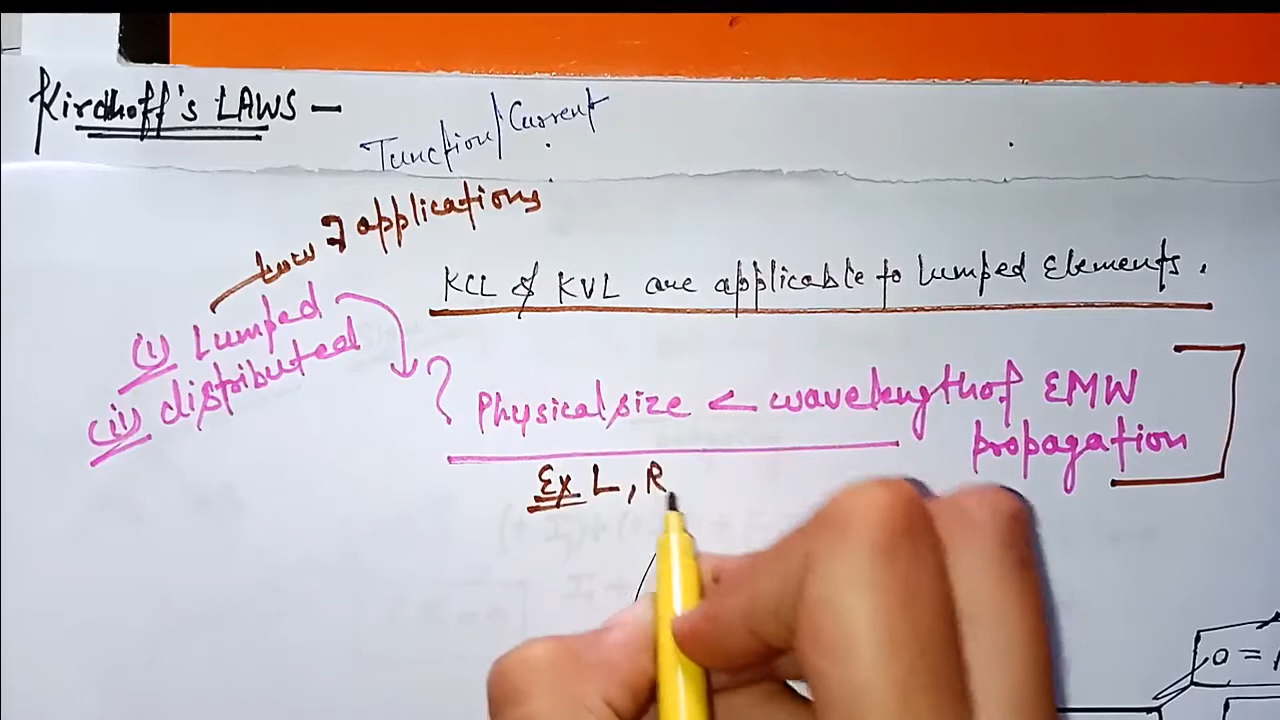 Kirchoff's LAWS —
Junction/Current
applications
KCL & KVL are applicable to lumped Elements.
(i) Lumped
(ii) distributed
Physical size < wavelength of EMW
propagation
Ex L, R
0 =